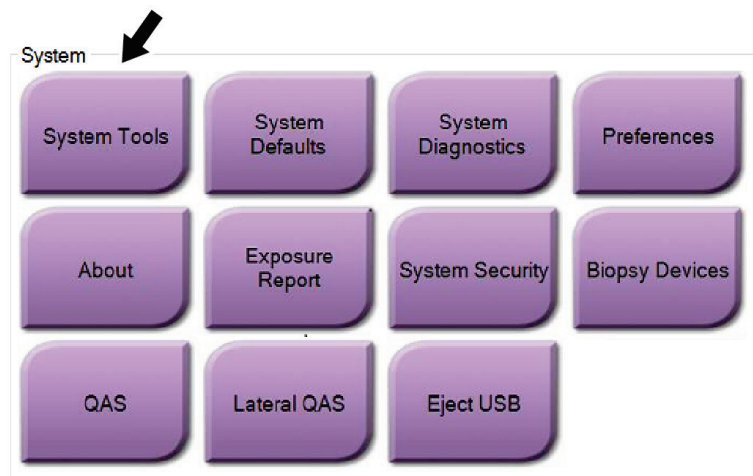 System
System Tools
System
Defaults
System
Diagnostics
Preferences
About
Exposure
Report
System Security
Biopsy Devices
QAS
Lateral QAS
Eject USB